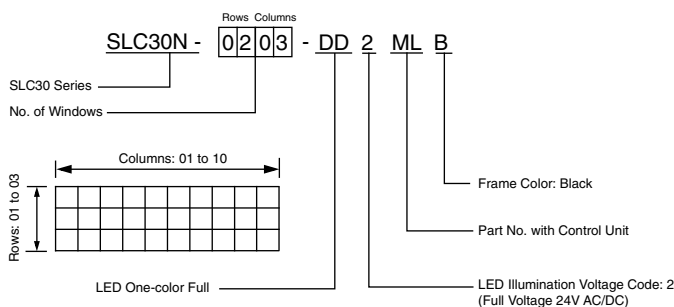 Rows Columns
SLC30N - 0 2 0 3 - DD 2 ML B
SLC30 Series
No. of Windows
Columns: 01 to 10
Rows: 01 to 03
Frame Color: Black
Part No. with Control Unit
LED One-color Full
LED Illumination Voltage Code: 2
(Full Voltage 24V AC/DC)